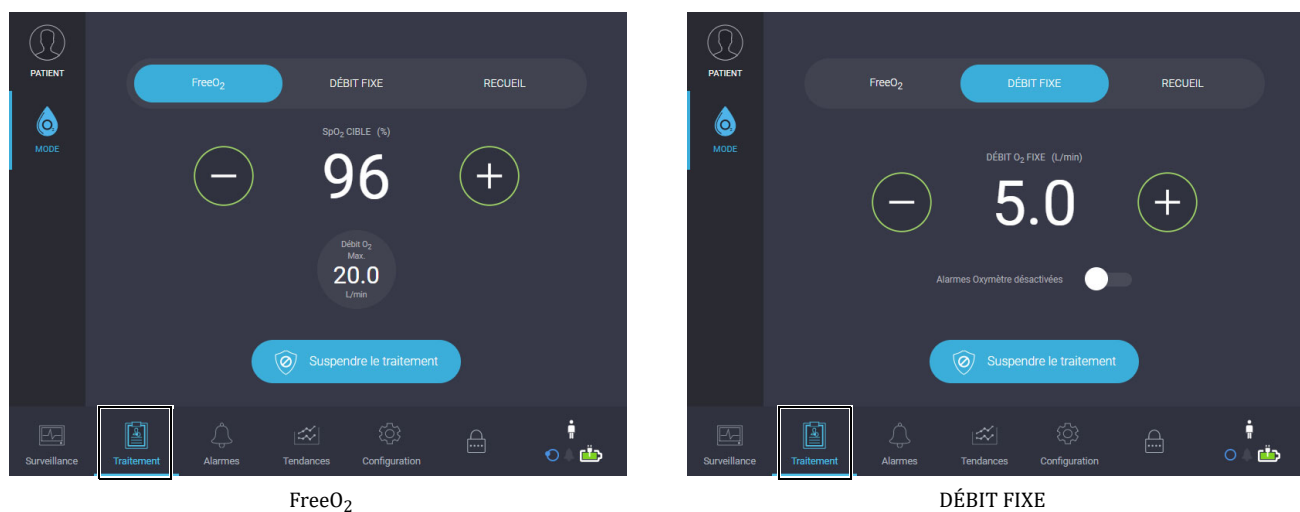 PATIENT
FreeO₂ DÉBIT FIXE RECUEIL
MODE
SpO₂ CIBLE (%)
96
Débit O₂
Max.
20.0
L/min
Suspendre le traitement
Surveillance Traitement Alarmes Tendances Configuration
FreeO₂
PATIENT
FreeO₂ DÉBIT FIXE RECUEIL
MODE
DÉBIT O₂ FIXE (L/min)
5.0
Alarmes Oxymètre désactivées
Suspendre le traitement
Surveillance Traitement Alarmes Tendances Configuration
DÉBIT FIXE